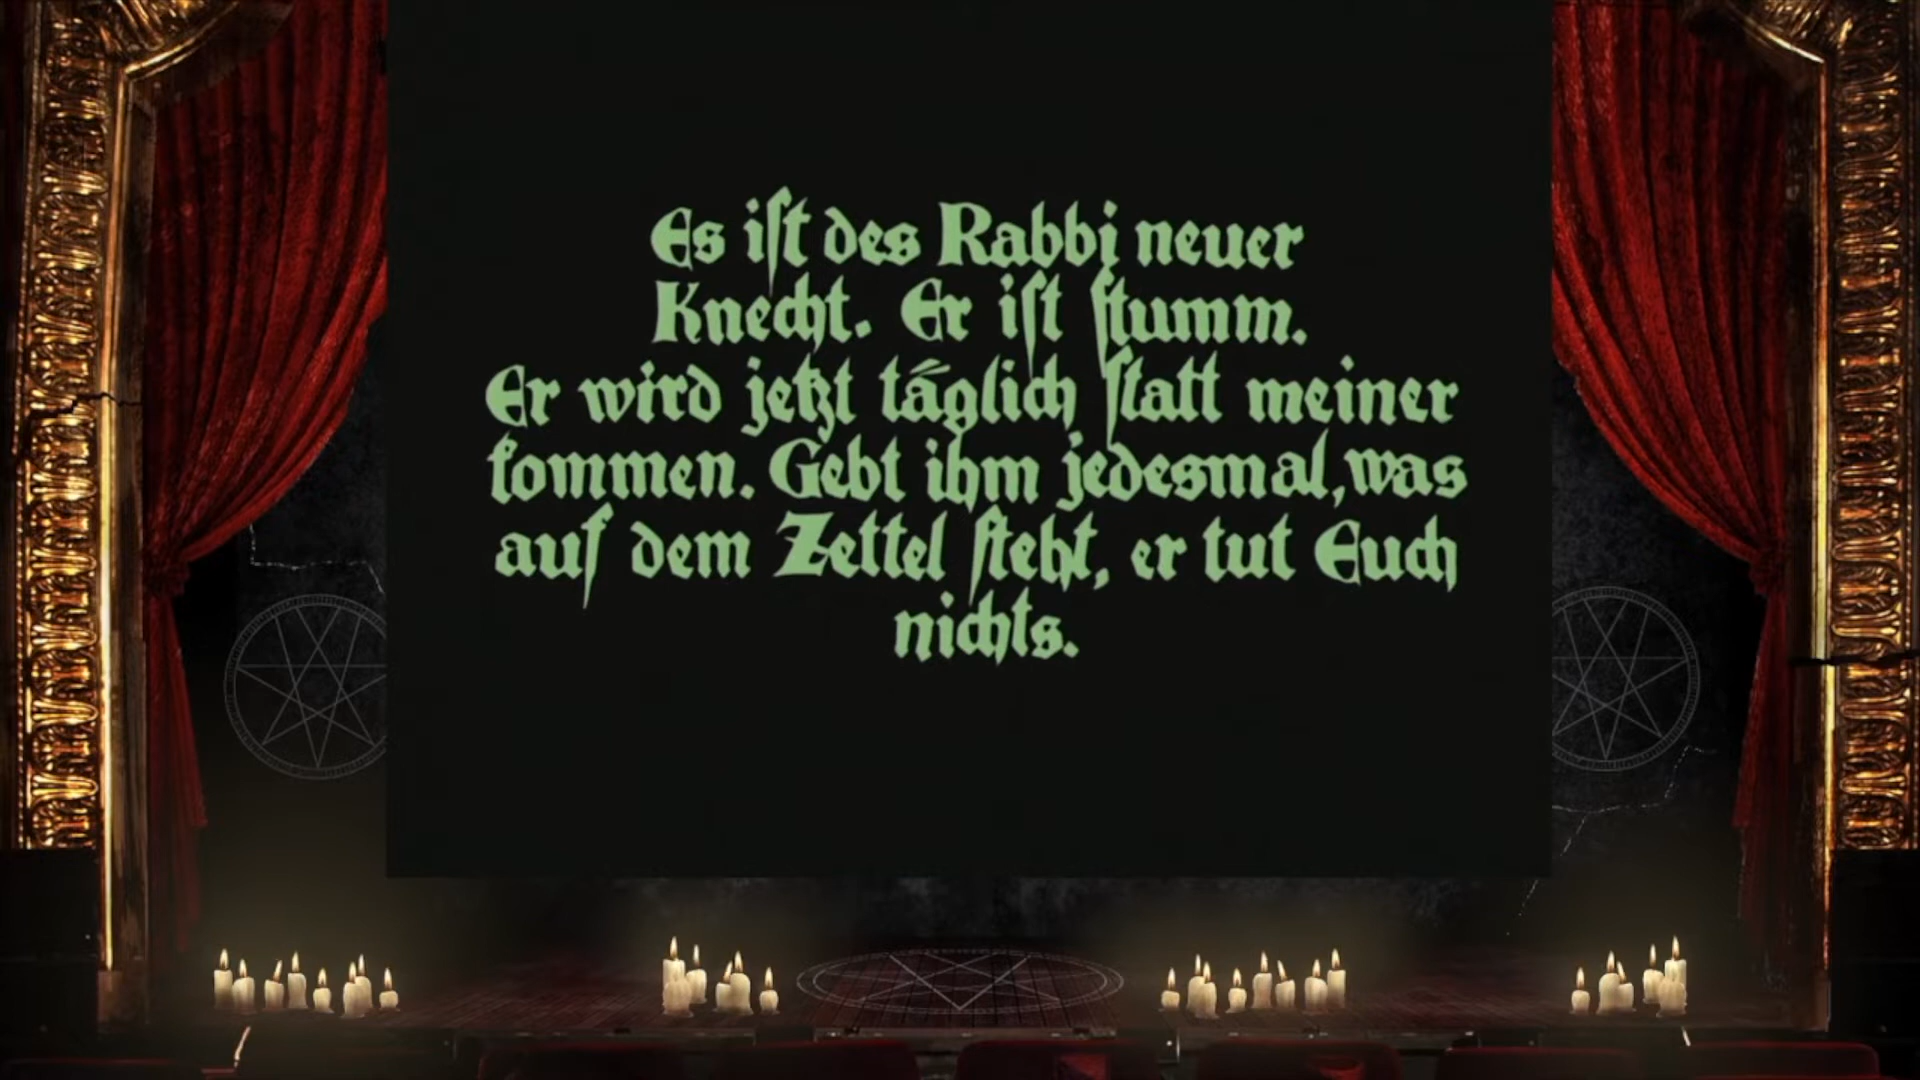 Es iſt des Rabbi neuer
Knecht. Er iſt ſtumm.
Er wird jetzt täglich ſtatt meiner
kommen. Gebt ihm jedesmal, was
auf dem Zettel ſteht, er tut Euch
nichts.